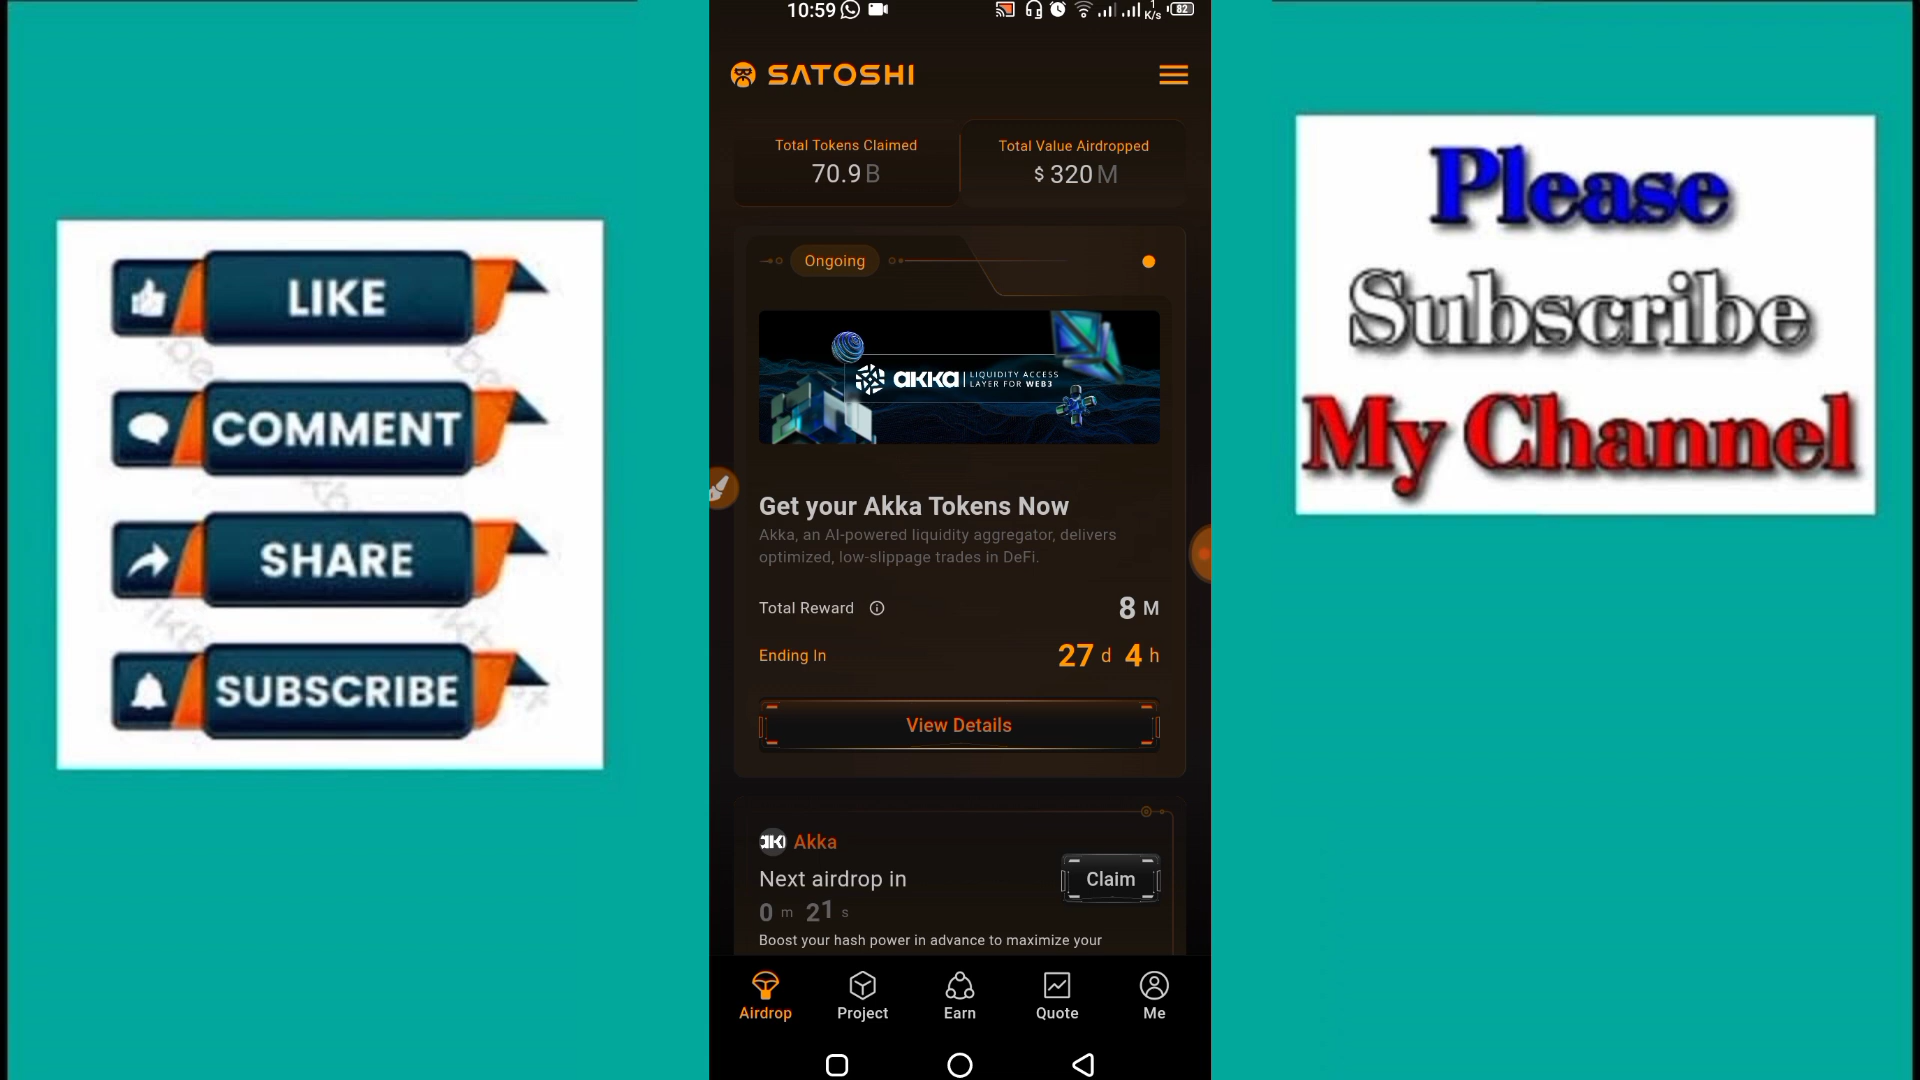 LIKE
COMMENT
SHARE
SUBSCRIBE
10:59
1
K/s
82
SATOSHI
Total Tokens Claimed
70.9 B
Total Value Airdropped
$ 320 M
Ongoing
akka
LIQUIDITY ACCESS
LAYER FOR WEB3
Get your Akka Tokens Now
Akka, an AI-powered liquidity aggregator, delivers
optimized, low-slippage trades in DeFi.
Total Reward
8 M
Ending In
27 d 4 h
View Details
Akka
Next airdrop in
Claim
0 m 21 s
Boost your hash power in advance to maximize your
Airdrop
Project
Earn
Quote
Me
Please
Subscribe
My Channel